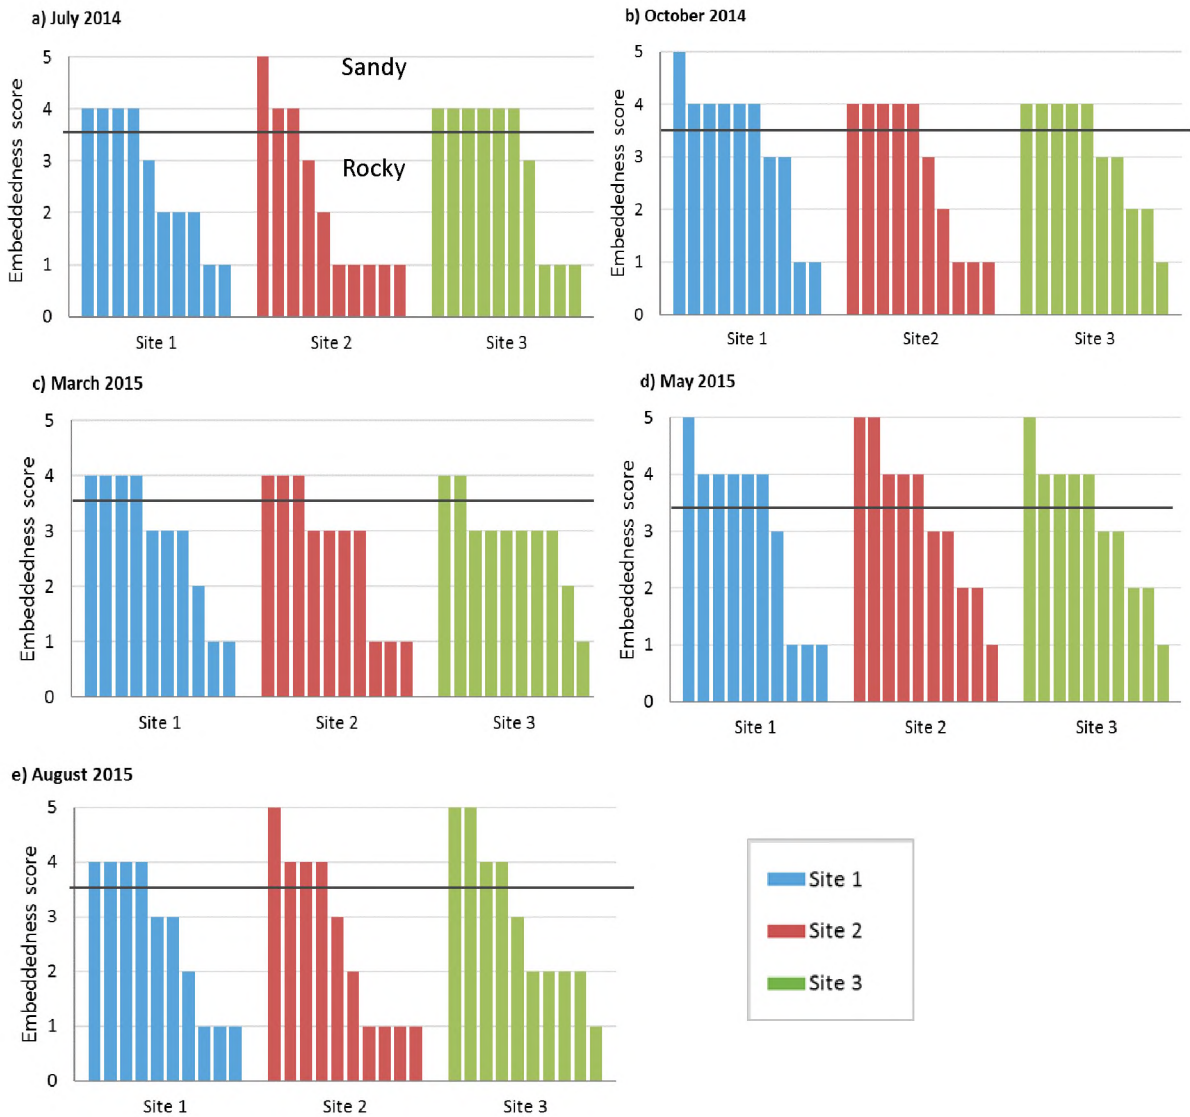 a) July 2014
b) October 2014
Embeddedness score
5
4
3
2
1
0
Sandy
Rocky
Site 1
Site 2
Site 3
Embeddedness score
5
4
3
2
1
0
Site 1
Site2
Site 3
c) March 2015
d) May 2015
Embeddedness score
5
4
3
2
1
0
Site 1
Site 2
Site 3
Embeddedness score
5
4
3
2
1
0
Site 1
Site 2
Site 3
e) August 2015
Embeddedness score
5
4
3
2
1
0
Site 1
Site 2
Site 3
Site 1
Site 2
Site 3